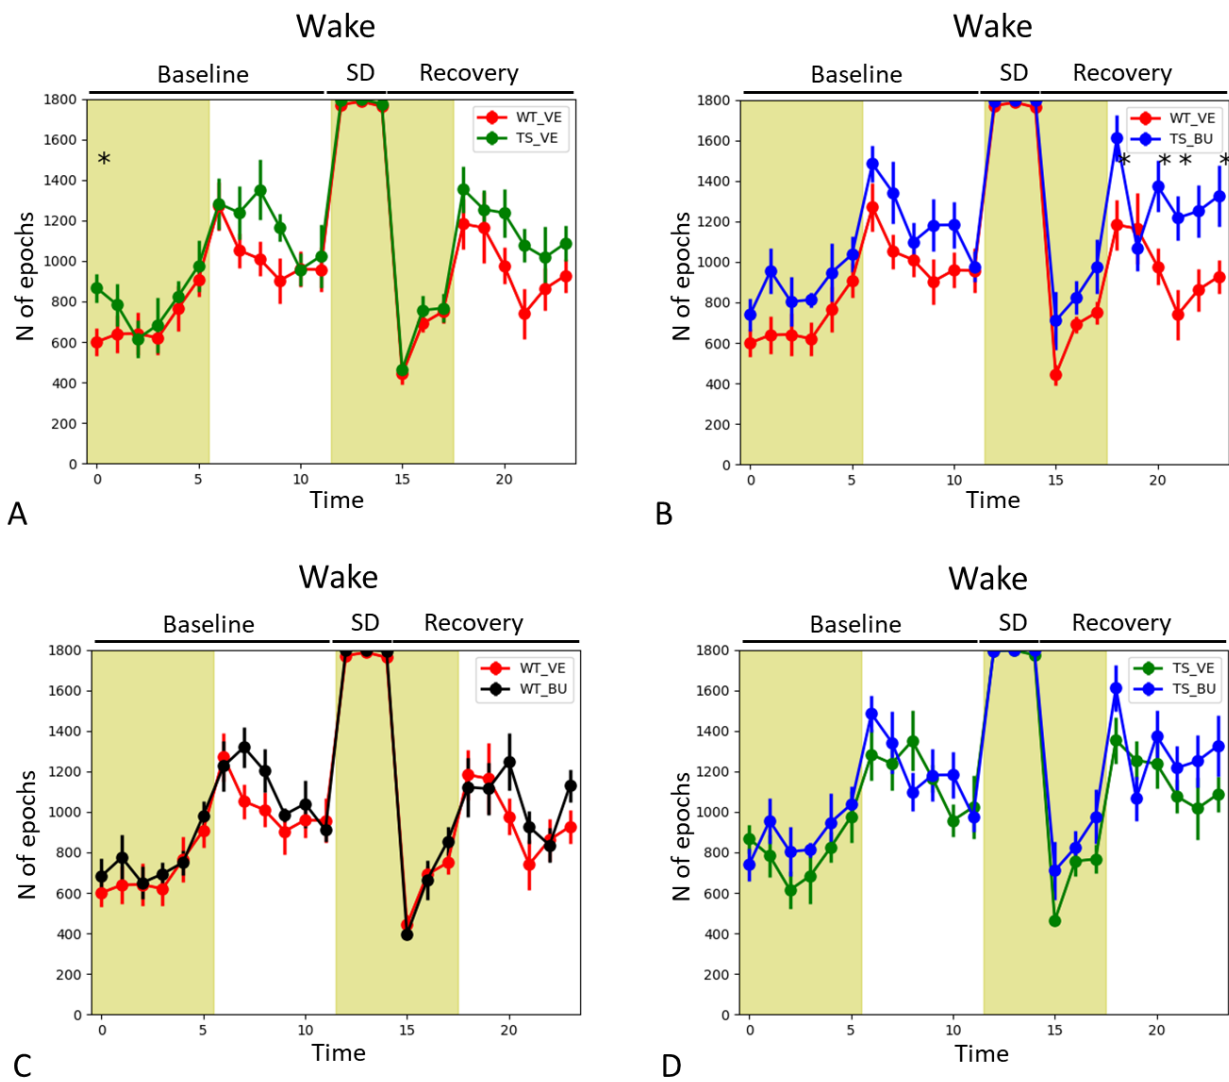 Wake
Baseline SD Recovery
1800
1600
1400
1200
1000
800
600
400
200
0
N of epochs
*
WT_VE
TS_VE
0 5 10 15 20
Time
A
Wake
Baseline SD Recovery
1800
1600
1400
1200
1000
800
600
400
200
0
N of epochs
WT_VE
TS_BU
* * * *
0 5 10 15 20
Time
B
Wake
Baseline SD Recovery
1800
1600
1400
1200
1000
800
600
400
200
0
N of epochs
WT_VE
WT_BU
0 5 10 15 20
Time
C
Wake
Baseline SD Recovery
1800
1600
1400
1200
1000
800
600
400
200
0
N of epochs
TS_VE
TS_BU
0 5 10 15 20
Time
D